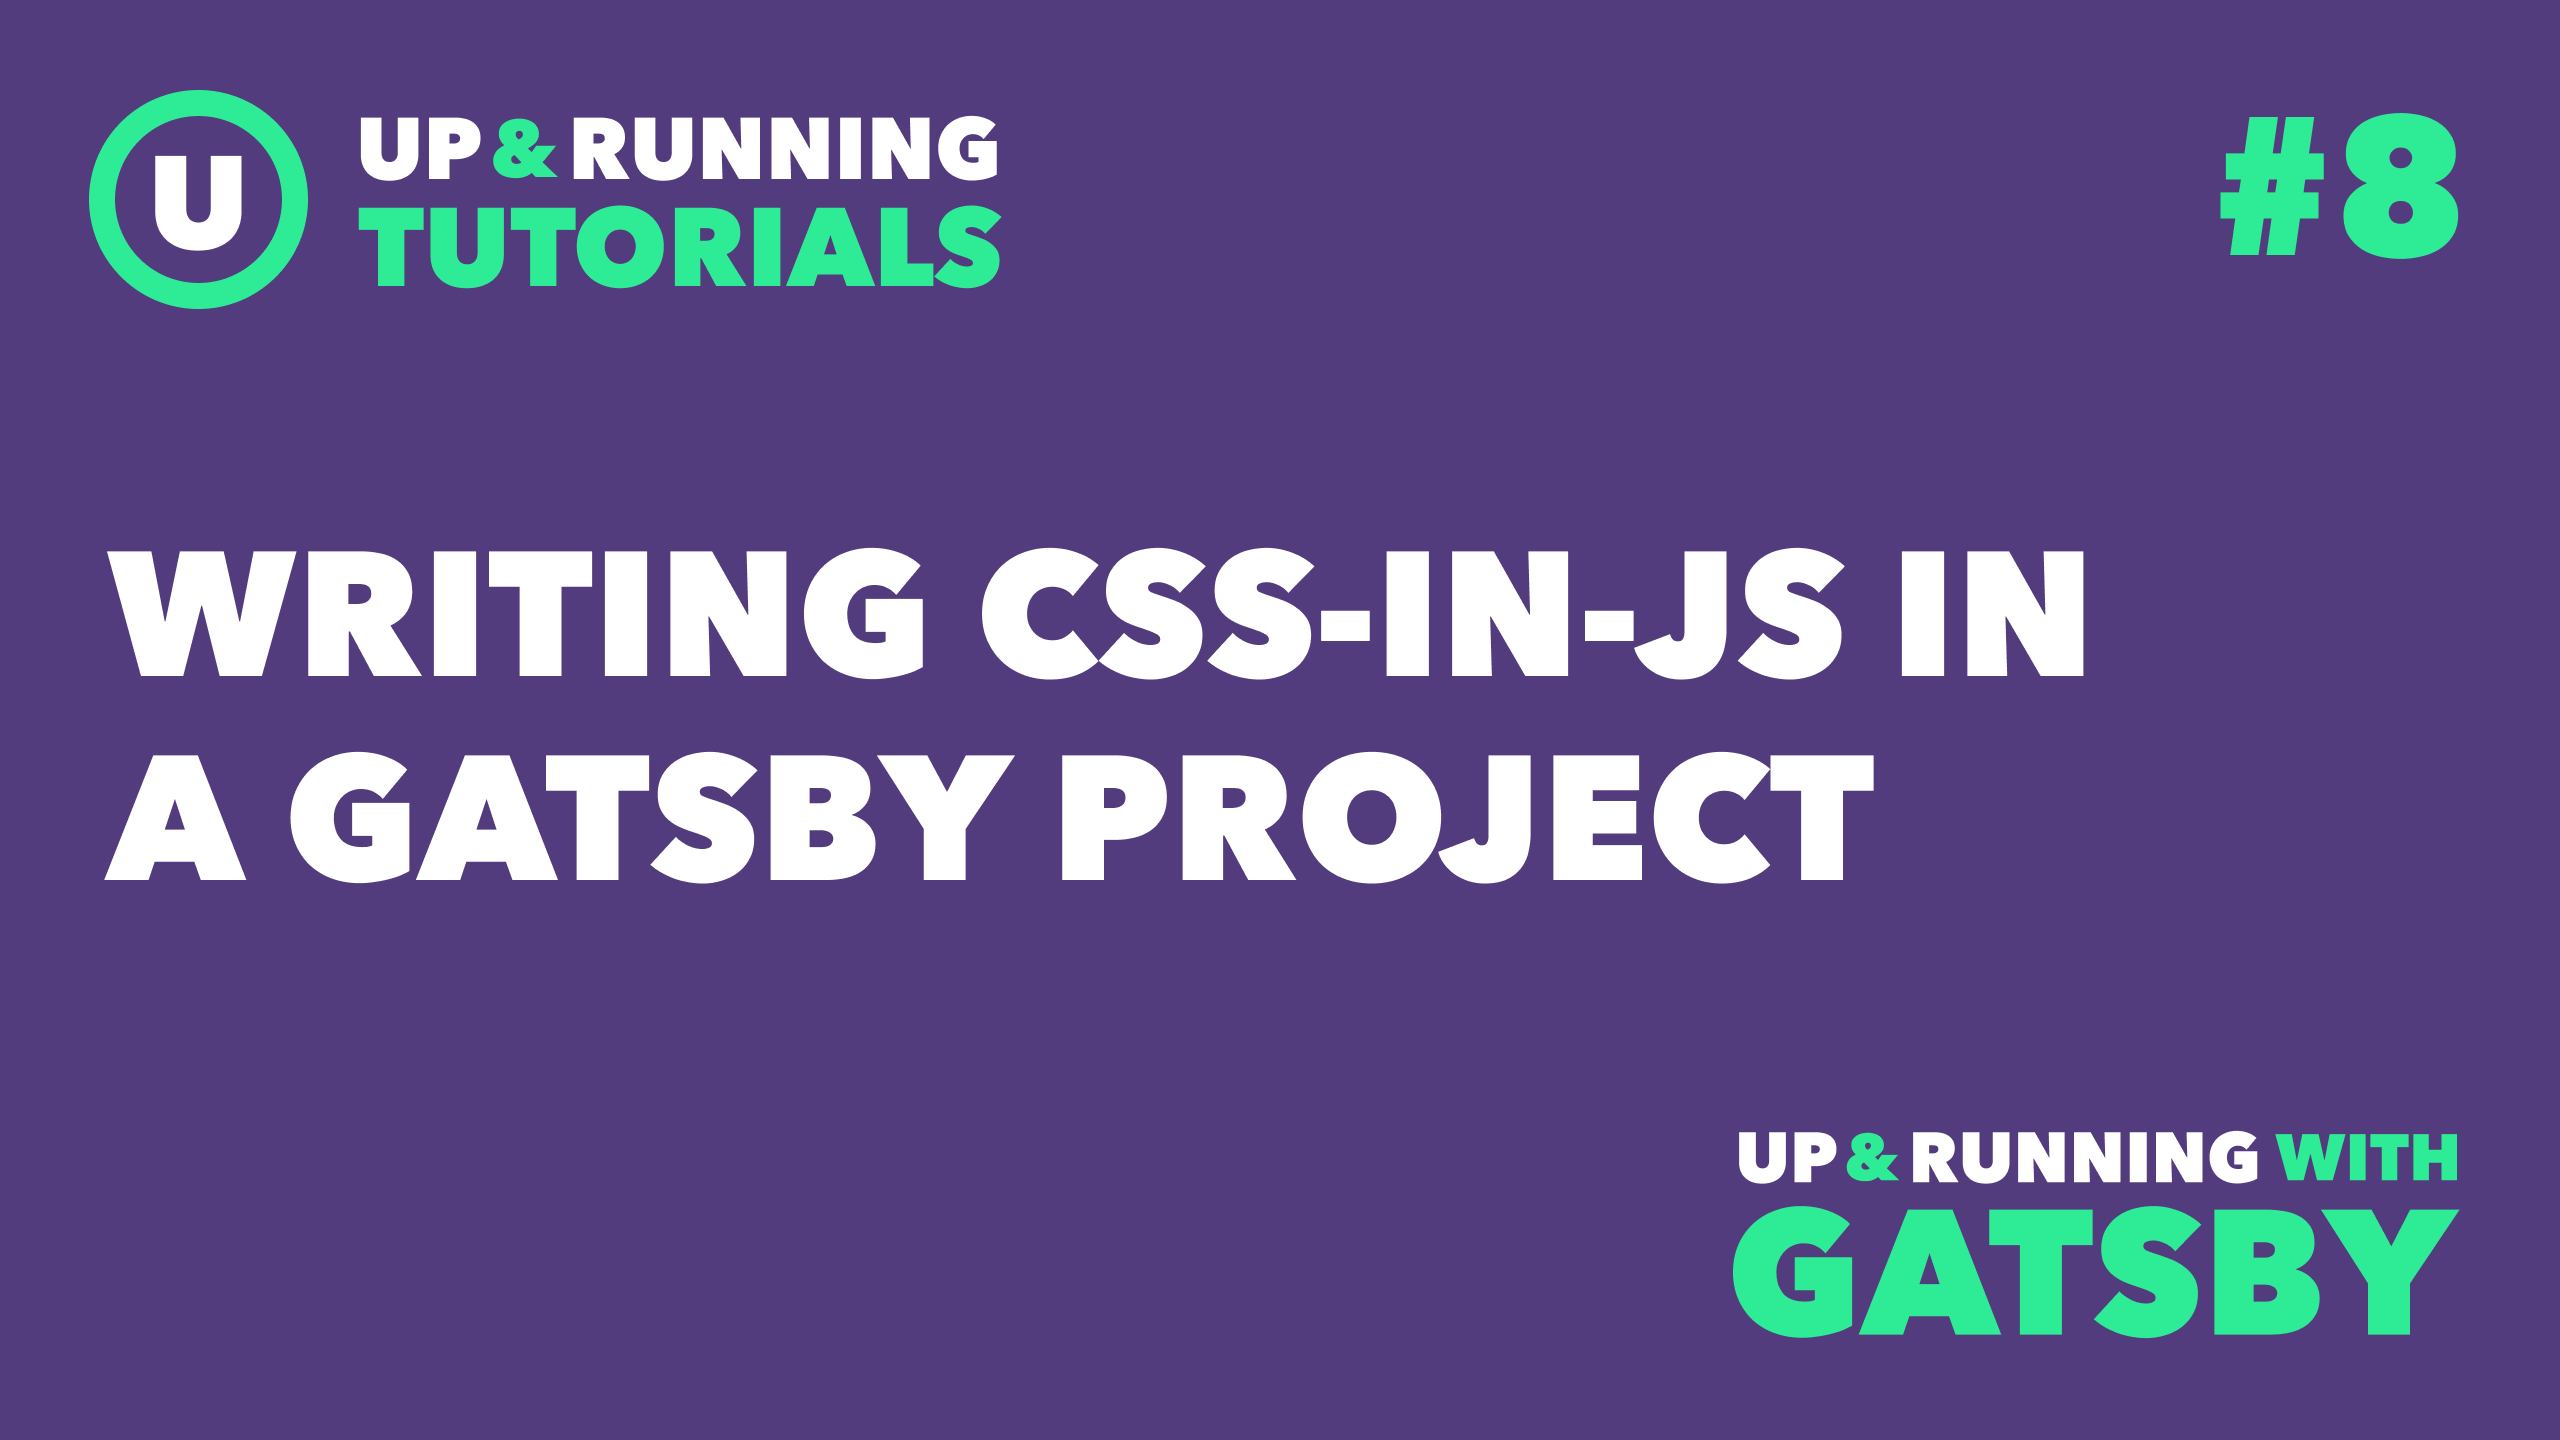 U
UP & RUNNING
TUTORIALS
#8
WRITING CSS-IN-JS IN
A GATSBY PROJECT
UP & RUNNING WITH
GATSBY